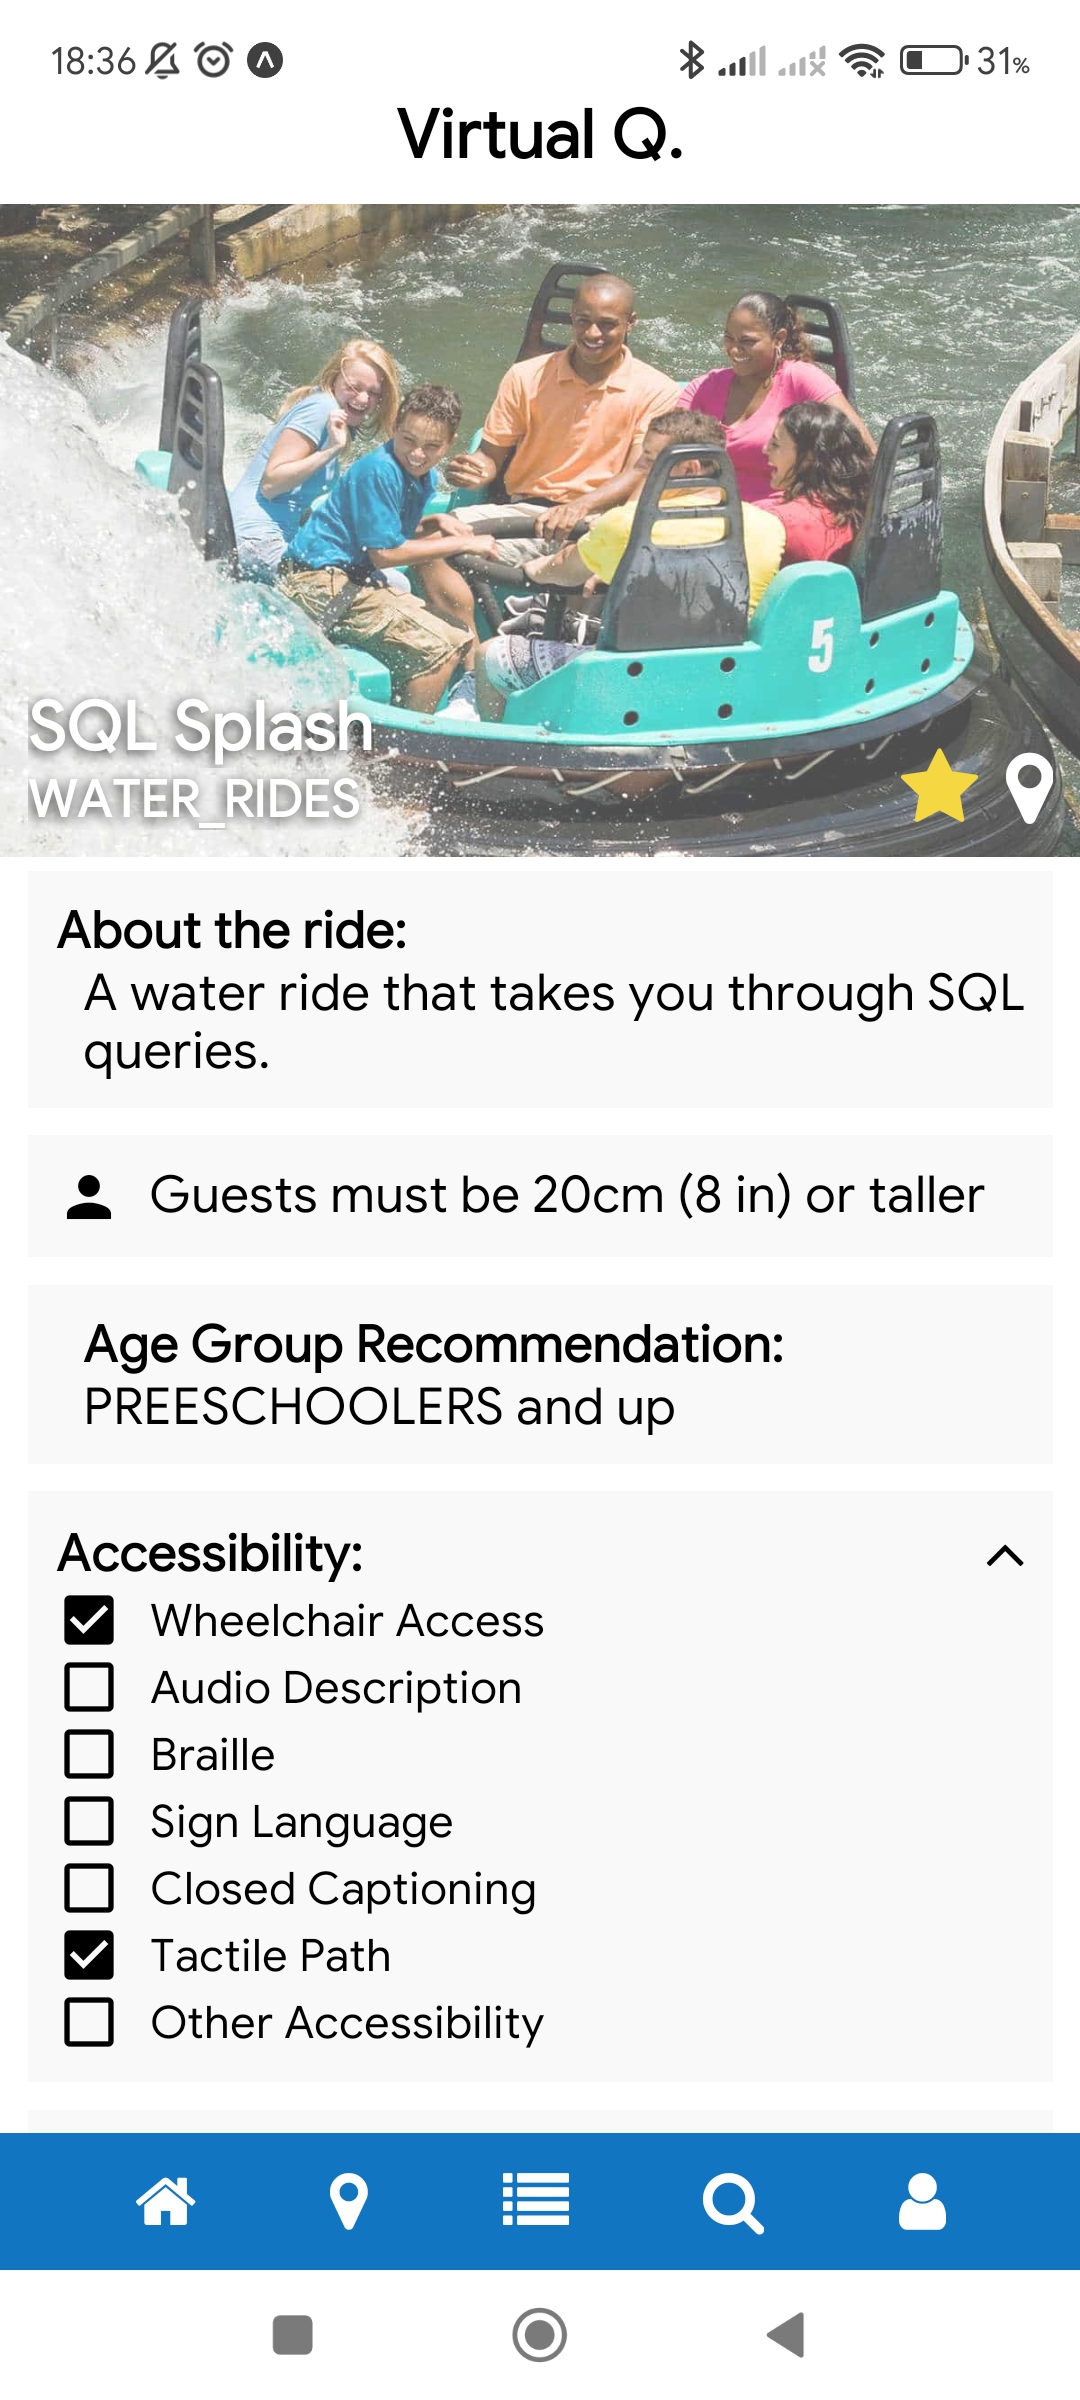 18:36
31%
Virtual Q.
5
SQL Splash
WATER_RIDES
About the ride:
A water ride that takes you through SQL
queries.
Guests must be 20cm (8 in) or taller
Age Group Recommendation:
PREESCHOOLERS and up
Accessibility:
Wheelchair Access
Audio Description
Braille
Sign Language
Closed Captioning
Tactile Path
Other Accessibility